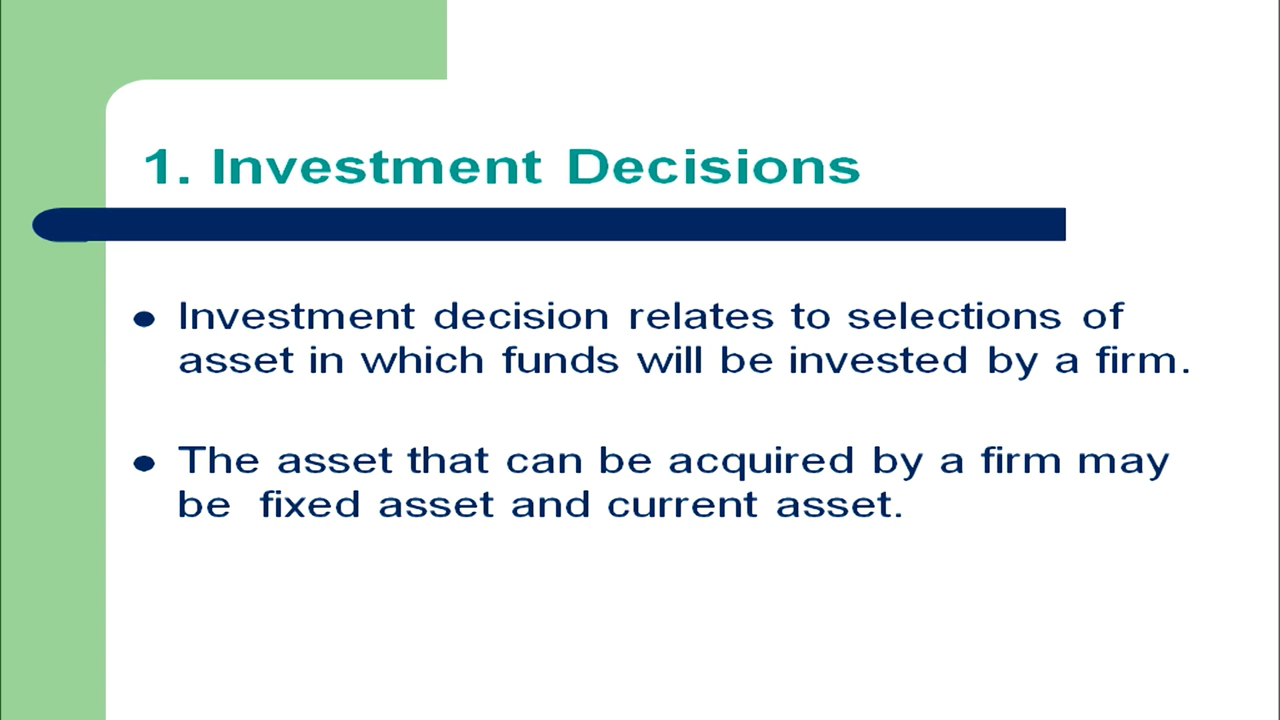 1. Investment Decisions
Investment decision relates to selections of
asset in which funds will be invested by a firm.
The asset that can be acquired by a firm may
be  fixed asset and current asset.